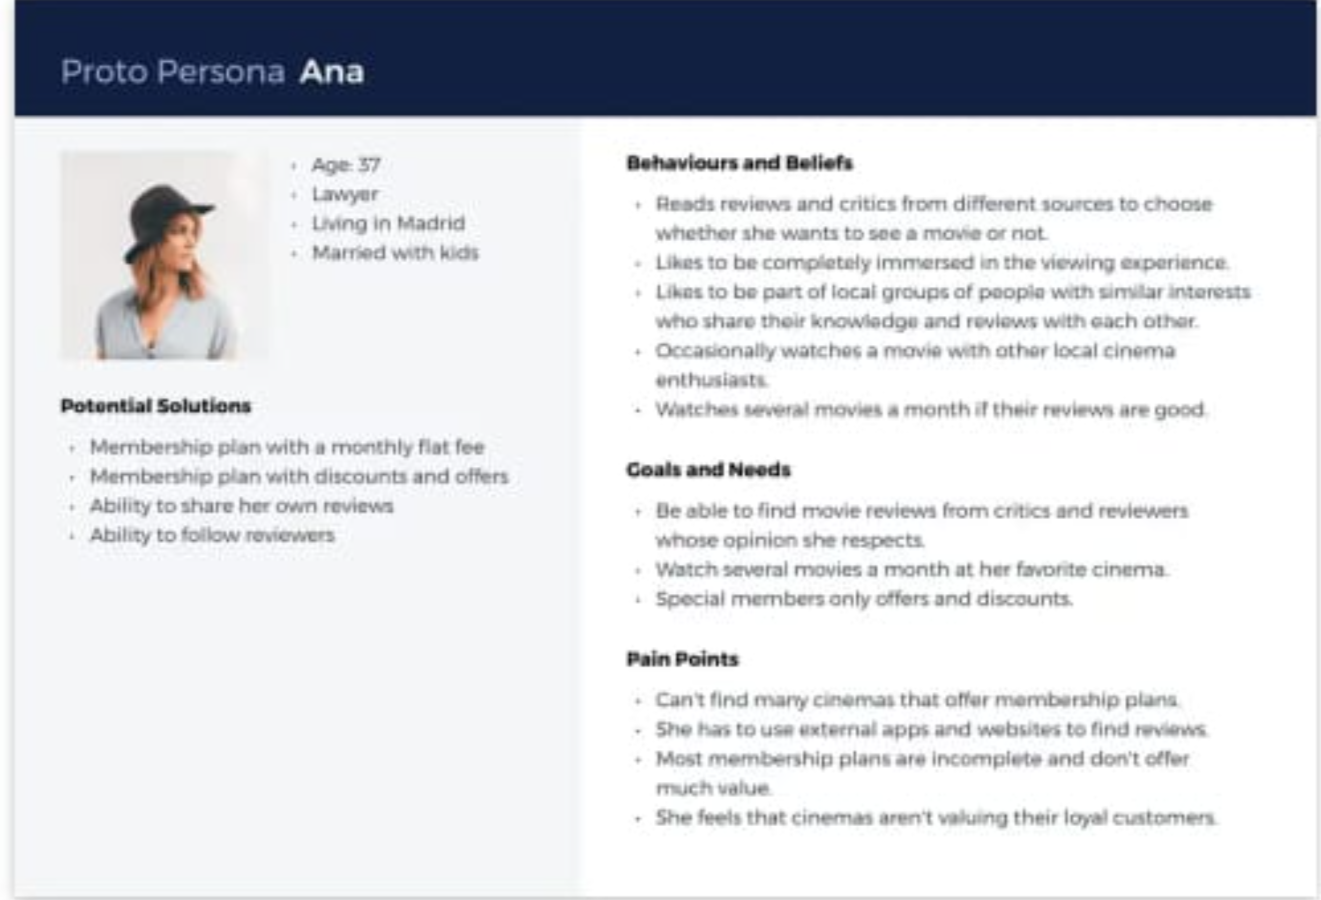 Proto Persona Ana
Age: 37
Lawyer
Living in Madrid
Married with kids
Potential Solutions
Membership plan with a monthly flat fee
Membership plan with discounts and offers
Ability to share her own reviews
Ability to follow reviewers
Behaviours and Beliefs
Reads reviews and critics from different sources to choose
whether she wants to see a movie or not.
Likes to be completely immersed in the viewing experience.
Likes to be part of local groups of people with similar interests
who share their knowledge and reviews with each other.
Occasionally watches a movie with other local cinema
enthusiasts.
Watches several movies a month if their reviews are good.
Goals and Needs
Be able to find movie reviews from critics and reviewers
whose opinion she respects.
Watch several movies a month at her favorite cinema.
Special members only offers and discounts.
Pain Points
Can't find many cinemas that offer membership plans.
She has to use external apps and websites to find reviews.
Most membership plans are incomplete and don't offer
much value.
She feels that cinemas aren't valuing their loyal customers.